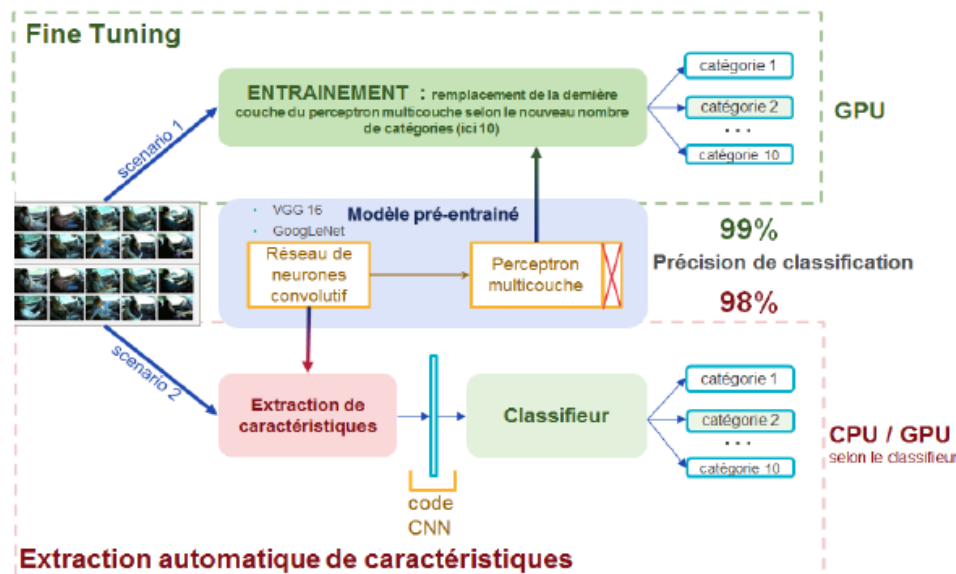 Fine Tuning
ENTRAINEMENT : remplacement de la dernière
couche du perceptron multicouche selon le nouveau nombre
de catégories (ici 10)
catégorie 1
catégorie 2
...
catégorie 10
GPU
scenario 1
• VGG 16
• GoogLeNet
Modèle pré-entrainé
Réseau de
neurones
convolutif
Perceptron
multicouche
99%
Précision de classification
98%
scenario 2
Extraction de
caractéristiques
Classifieur
catégorie 1
catégorie 2
...
catégorie 10
CPU / GPU
selon le classifieur
code
CNN
Extraction automatique de caractéristiques